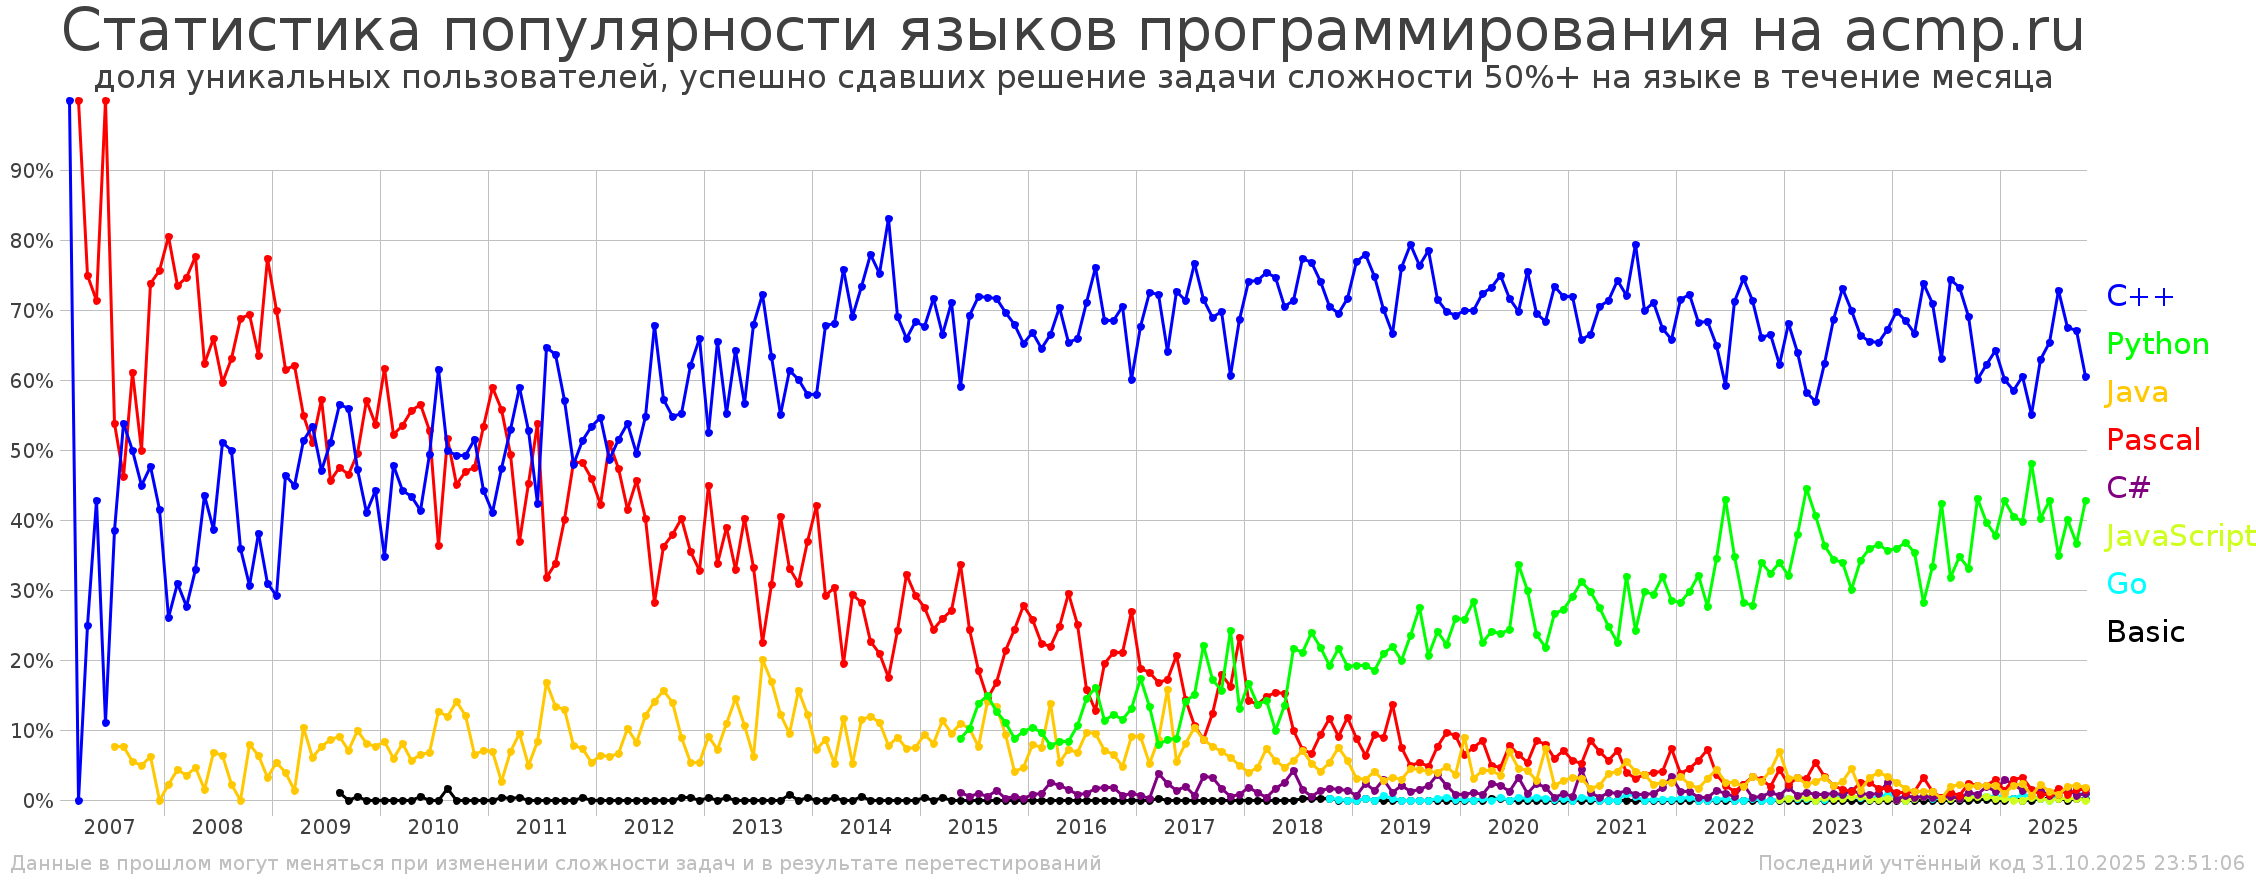 Статистика популярности языков программирования на acmp.ru
доля уникальных пользователей, успешно сдавших решение задачи сложности 50%+ на языке в течение месяца
90%
80%
70%
60%
50%
40%
30%
20%
10%
0%
C++
Python
Java
Pascal
C#
JavaScript
Go
Basic
2007 2008 2009 2010 2011 2012 2013 2014 2015 2016 2017 2018 2019 2020 2021 2022 2023 2024 2025
Данные в прошлом могут меняться при изменении сложности задач и в результате перетестирований
Последний учтённый код 31.10.2025 23:51:06